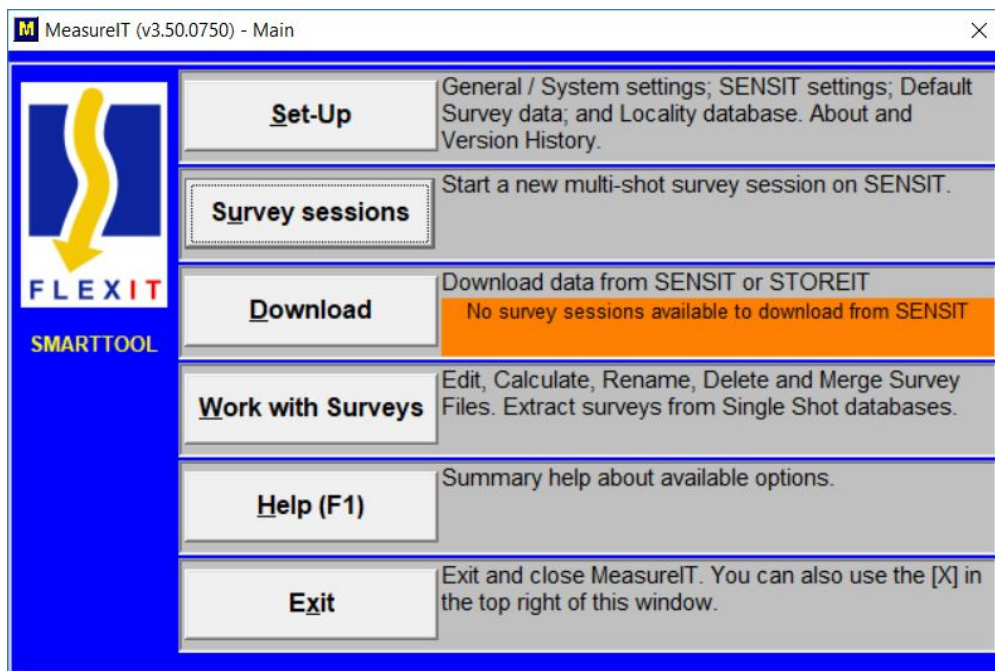 M MeasureIT (v3.50.0750) - Main
Set-Up
General / System settings; SENSIT settings; Default
Survey data; and Locality database. About and
Version History.
Survey sessions
Start a new multi-shot survey session on SENSIT.
FLEXIT
SMARTTOOL
Download
Download data from SENSIT or STOREIT
No survey sessions available to download from SENSIT
Work with Surveys
Edit, Calculate, Rename, Delete and Merge Survey
Files. Extract surveys from Single Shot databases.
Help (F1)
Summary help about available options.
Exit
Exit and close MeasureIT. You can also use the [X] in
the top right of this window.